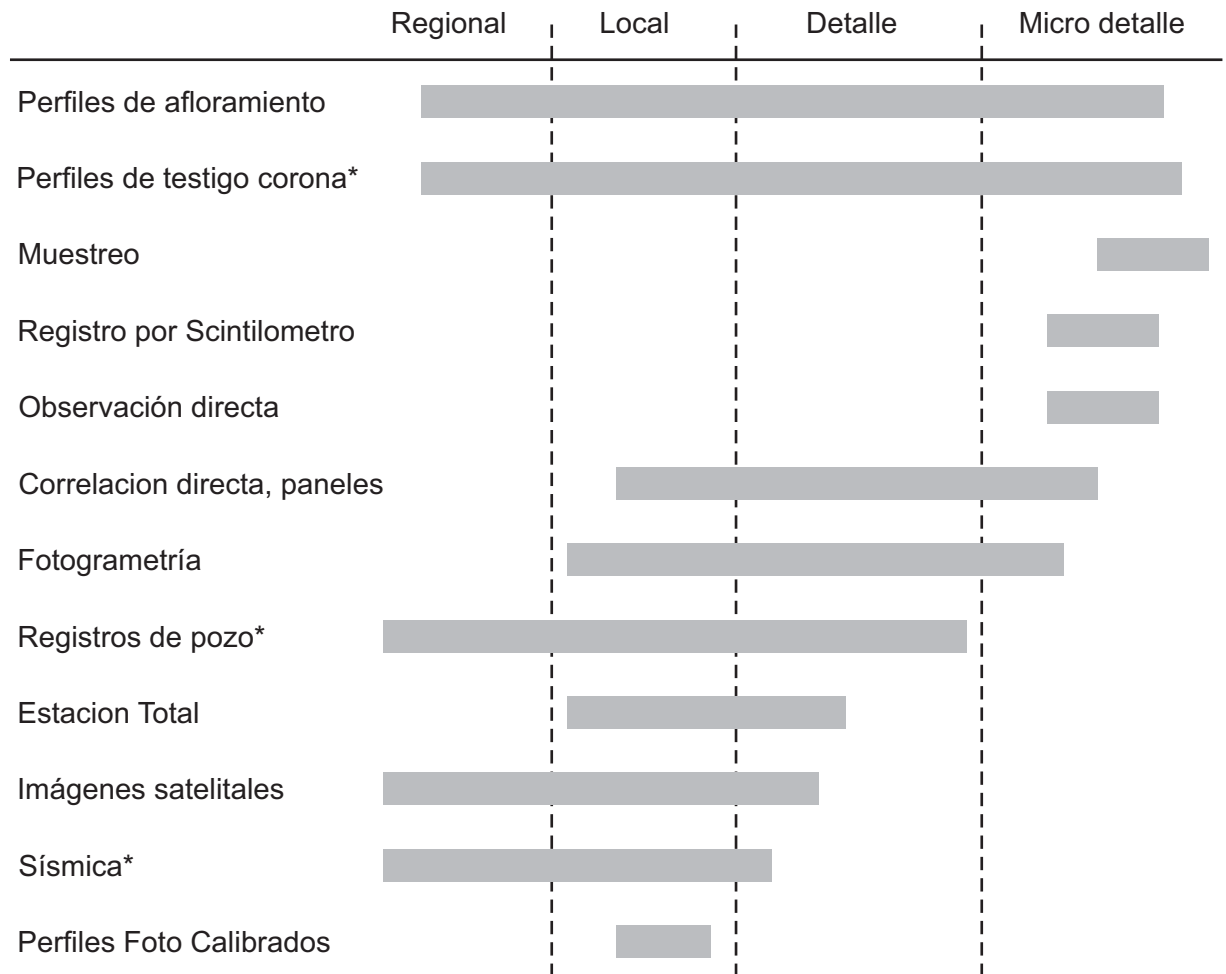 Regional Local Detalle Micro detalle
Perfiles de afloramiento
Perfiles de testigo corona*
Muestreo
Registro por Scintilometro
Observación directa
Correlacion directa, paneles
Fotogrametría
Registros de pozo*
Estacion Total
Imágenes satelitales
Sísmica*
Perfiles Foto Calibrados